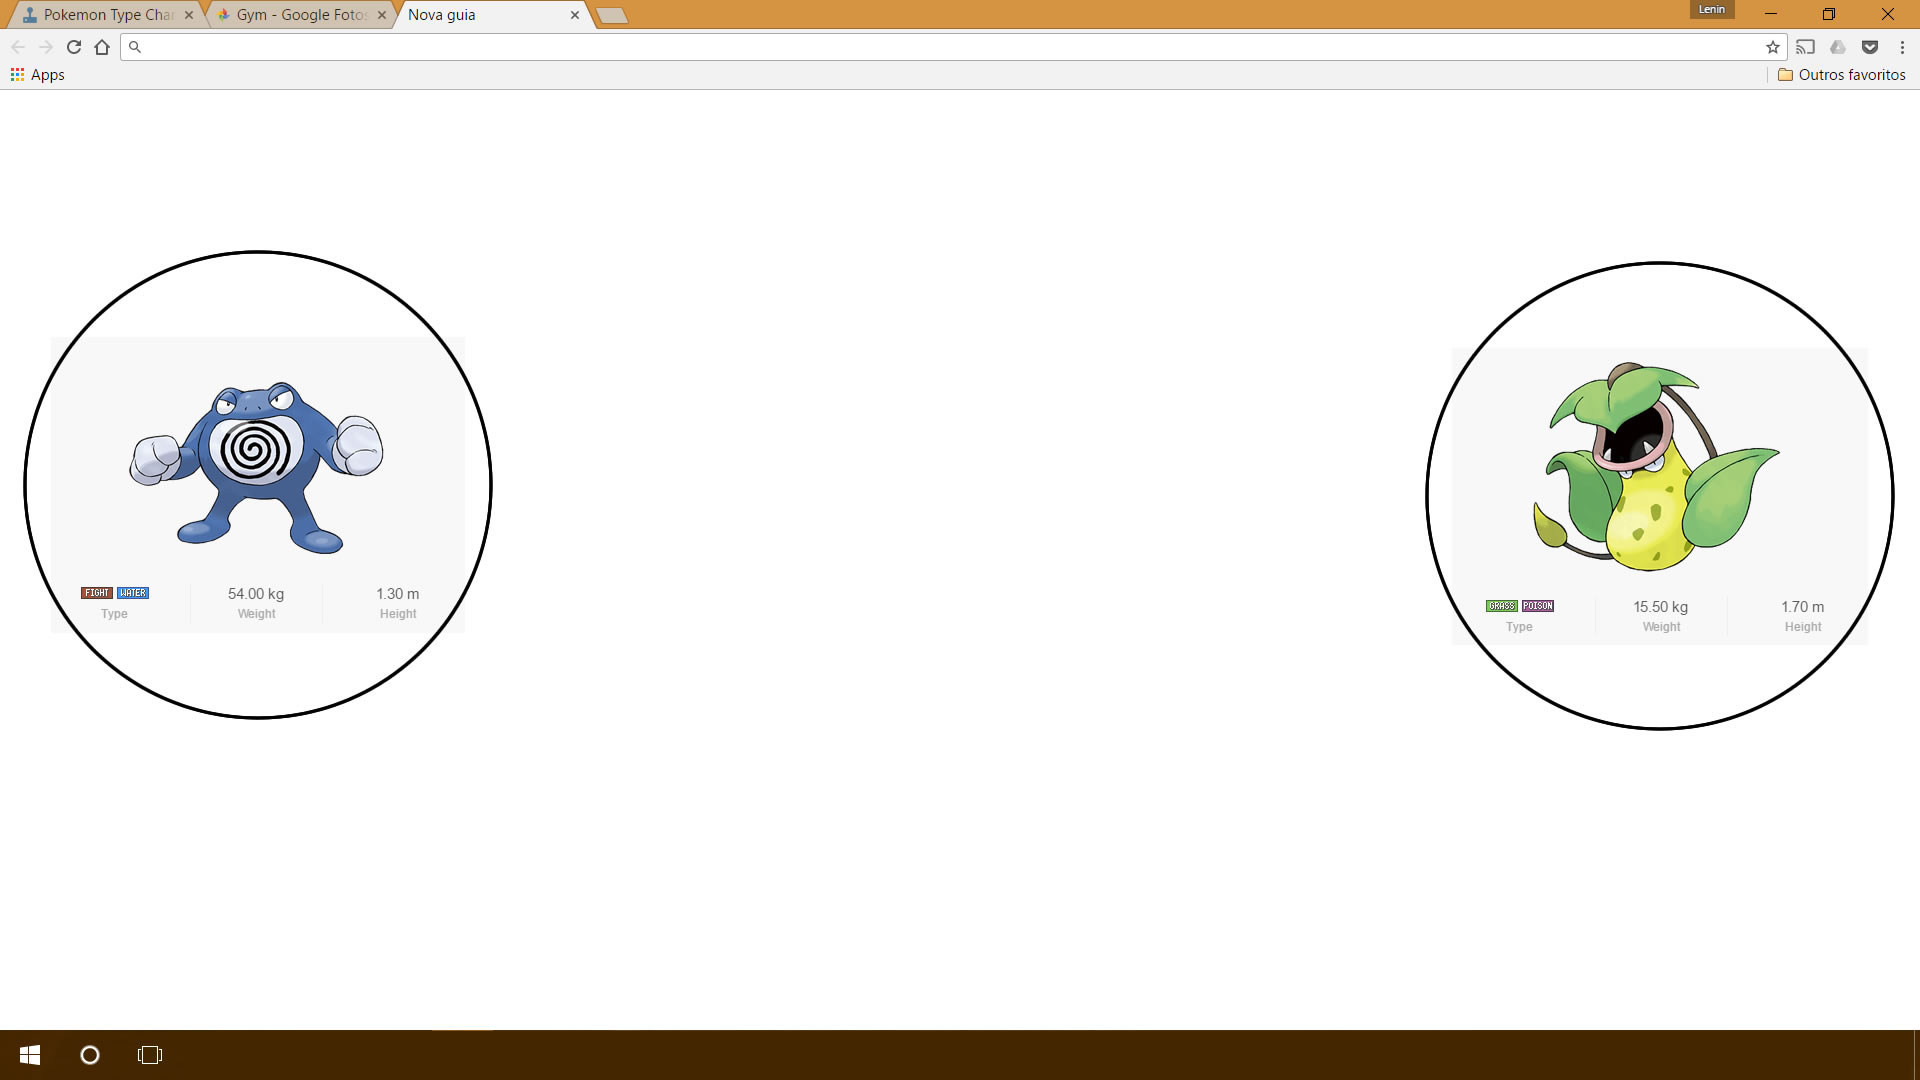 Pokemon Type Char
Gym - Google Fotos
Nova guia
Lenin
Apps
Outros favoritos
FIGHT WATER
54.00 kg
1.30 m
Type
Weight
Height
GRASS POISON
15.50 kg
1.70 m
Type
Weight
Height